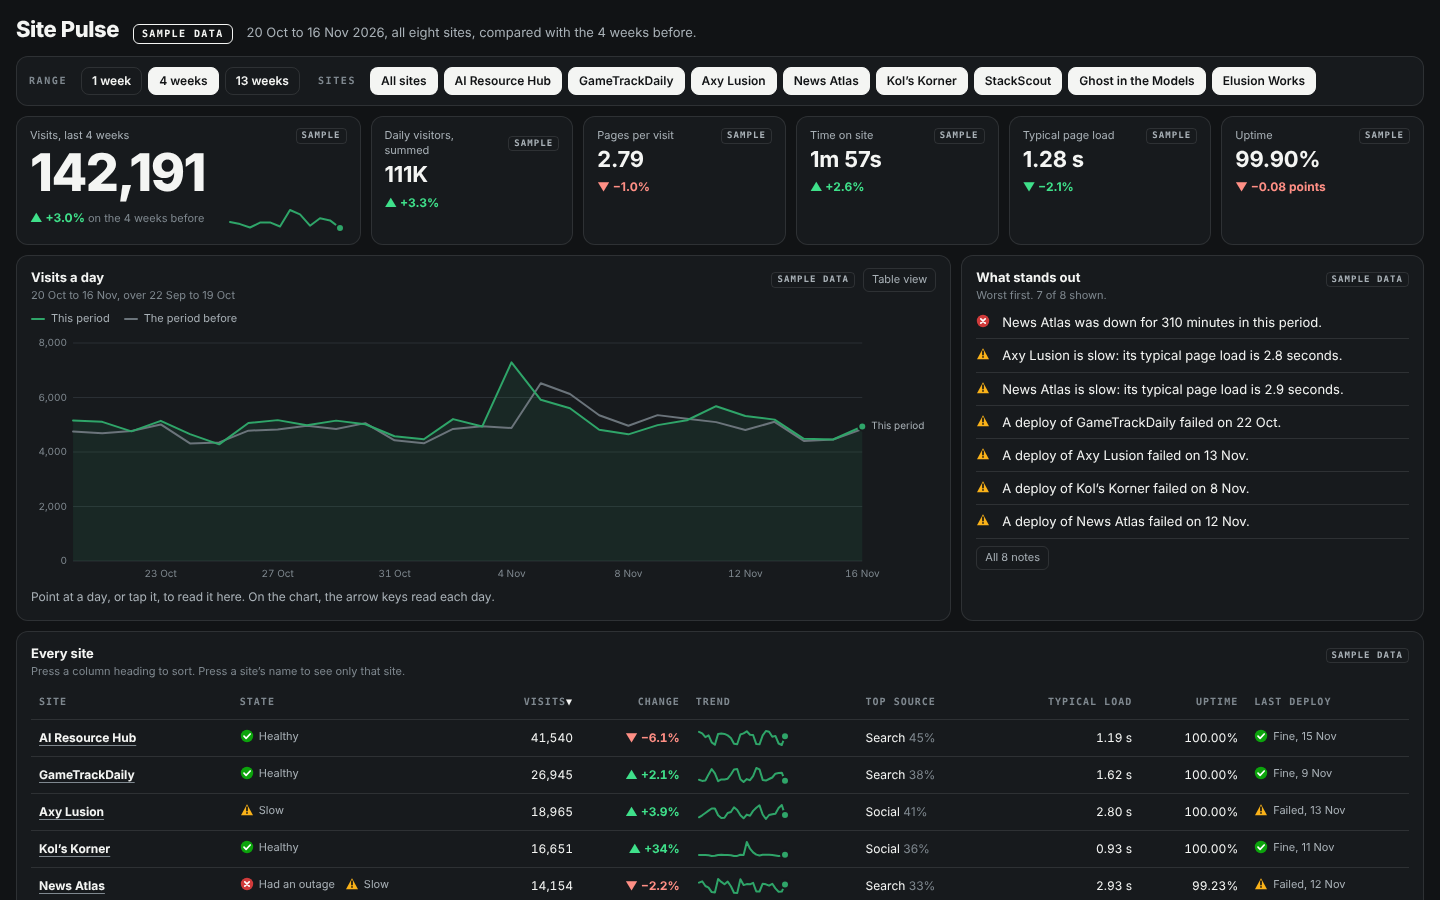 Site Pulse SAMPLE DATA 20 Oct to 16 Nov 2026, all eight sites, compared with the 4 weeks before.
RANGE 1 week 4 weeks 13 weeks SITES All sites AI Resource Hub GameTrackDaily Axy Lusion News Atlas Kol’s Korner StackScout Ghost in the Models Elusion Works
Visits, last 4 weeks SAMPLE
142,191
▲ +3.0% on the 4 weeks before
Daily visitors, summed SAMPLE
111K
▲ +3.3%
Pages per visit SAMPLE
2.79
▼ −1.0%
Time on site SAMPLE
1m 57s
▲ +2.6%
Typical page load SAMPLE
1.28 s
▼ −2.1%
Uptime SAMPLE
99.90%
▼ −0.08 points
Visits a day SAMPLE DATA Table view
20 Oct to 16 Nov, over 22 Sep to 19 Oct
This period The period before
8,000
6,000
4,000
2,000
0
This period
23 Oct 27 Oct 31 Oct 4 Nov 8 Nov 12 Nov 16 Nov
Point at a day, or tap it, to read it here. On the chart, the arrow keys read each day.
What stands out SAMPLE DATA
Worst first. 7 of 8 shown.
News Atlas was down for 310 minutes in this period.
Axy Lusion is slow: its typical page load is 2.8 seconds.
News Atlas is slow: its typical page load is 2.9 seconds.
A deploy of GameTrackDaily failed on 22 Oct.
A deploy of Axy Lusion failed on 13 Nov.
A deploy of Kol’s Korner failed on 8 Nov.
A deploy of News Atlas failed on 12 Nov.
All 8 notes
Every site SAMPLE DATA
Press a column heading to sort. Press a site’s name to see only that site.
SITE STATE VISITS▼ CHANGE TREND TOP SOURCE TYPICAL LOAD UPTIME LAST DEPLOY
AI Resource Hub Healthy 41,540 ▼ −6.1% Search 45% 1.19 s 100.00% Fine, 15 Nov
GameTrackDaily Healthy 26,945 ▲ +2.1% Search 38% 1.62 s 100.00% Fine, 9 Nov
Axy Lusion Slow 18,965 ▲ +3.9% Social 41% 2.80 s 100.00% Failed, 13 Nov
Kol’s Korner Healthy 16,651 ▲ +34% Social 36% 0.93 s 100.00% Fine, 11 Nov
News Atlas Had an outage Slow 14,154 ▼ −2.2% Search 33% 2.93 s 99.23% Failed, 12 Nov